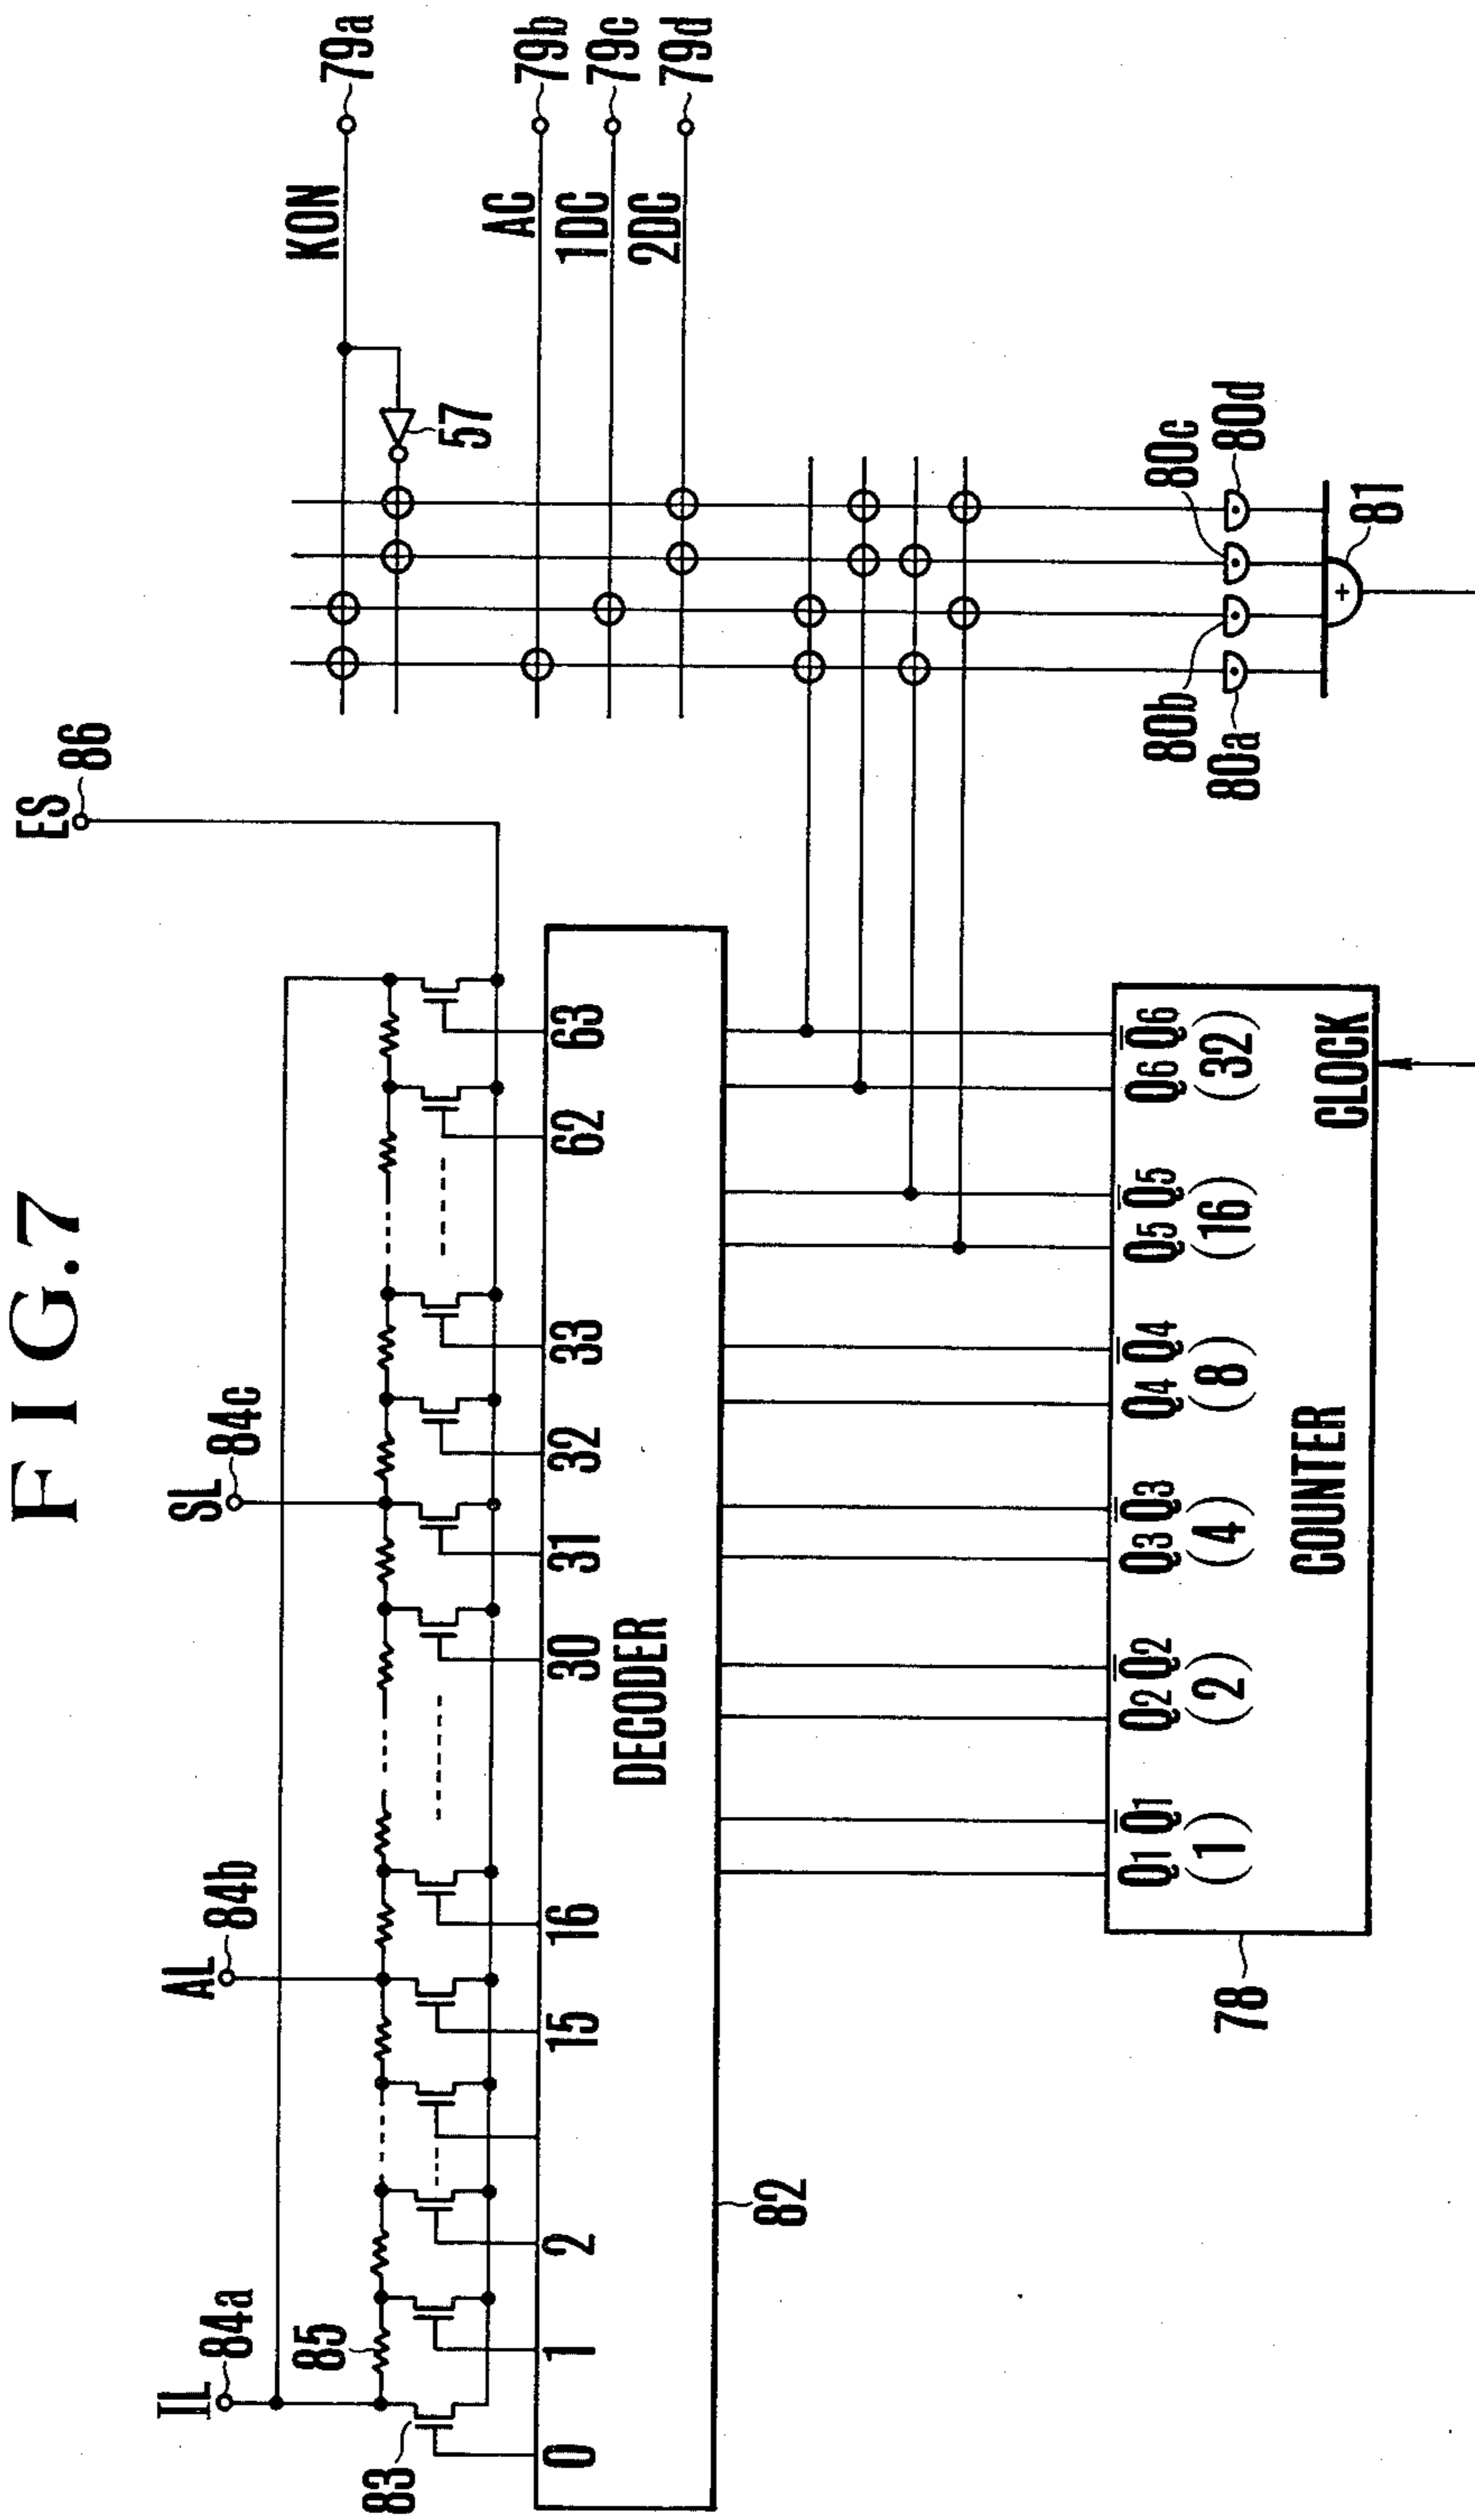 FIG.7
IL 84a
AL 84b
SL 84c
ES 86
83
85
0 1 2 15 16 30 31 32 33 62 63
DECODER
82
KON 79a
57
AC 79b
1DC 79c
2DC 79d
Q1 Q̅1 Q2 Q̅2 Q3 Q̅3 Q4 Q̅4 Q5 Q̅5 Q6 Q̅6
(1) (2) (4) (8) (16) (32)
COUNTER
CLOCK
78
80a
80b
80c
80d
81